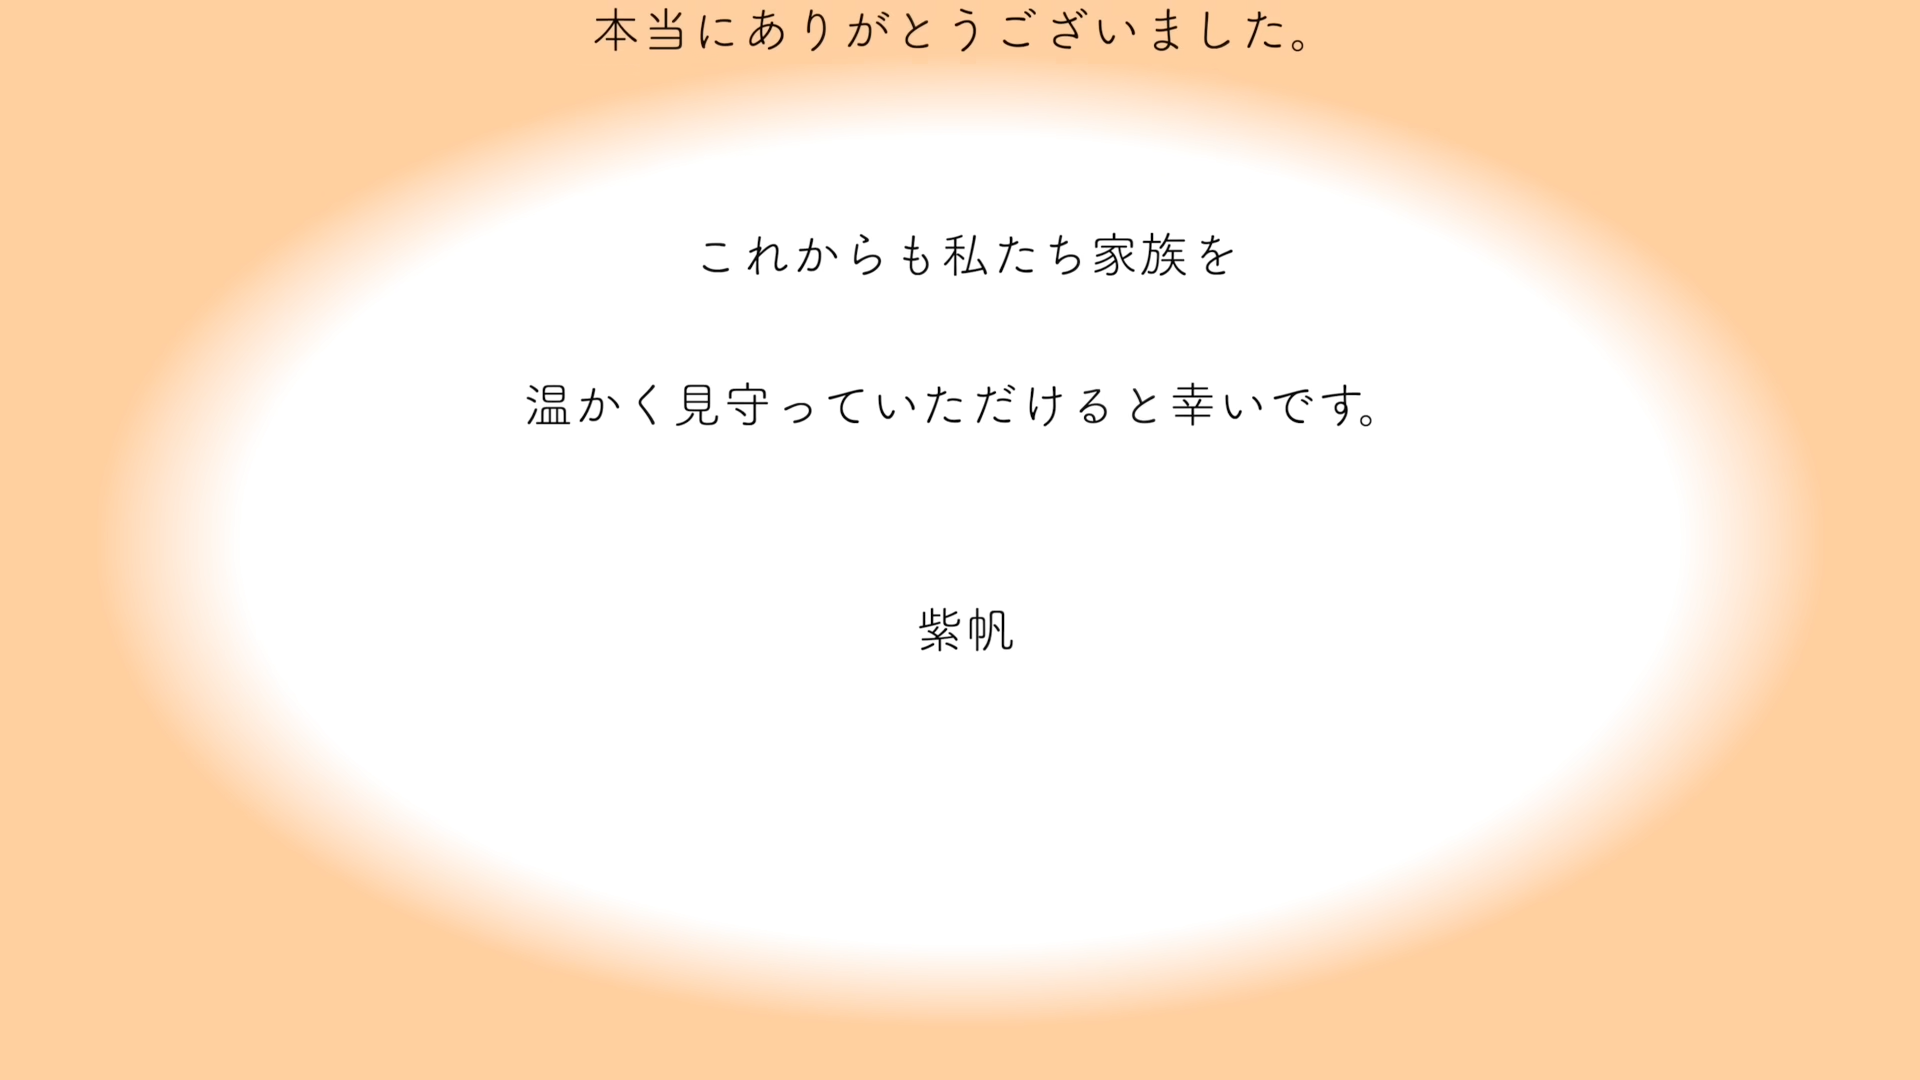 本当にありがとうございました。
これからも私たち家族を
温かく見守っていただけると幸いです。
紫帆